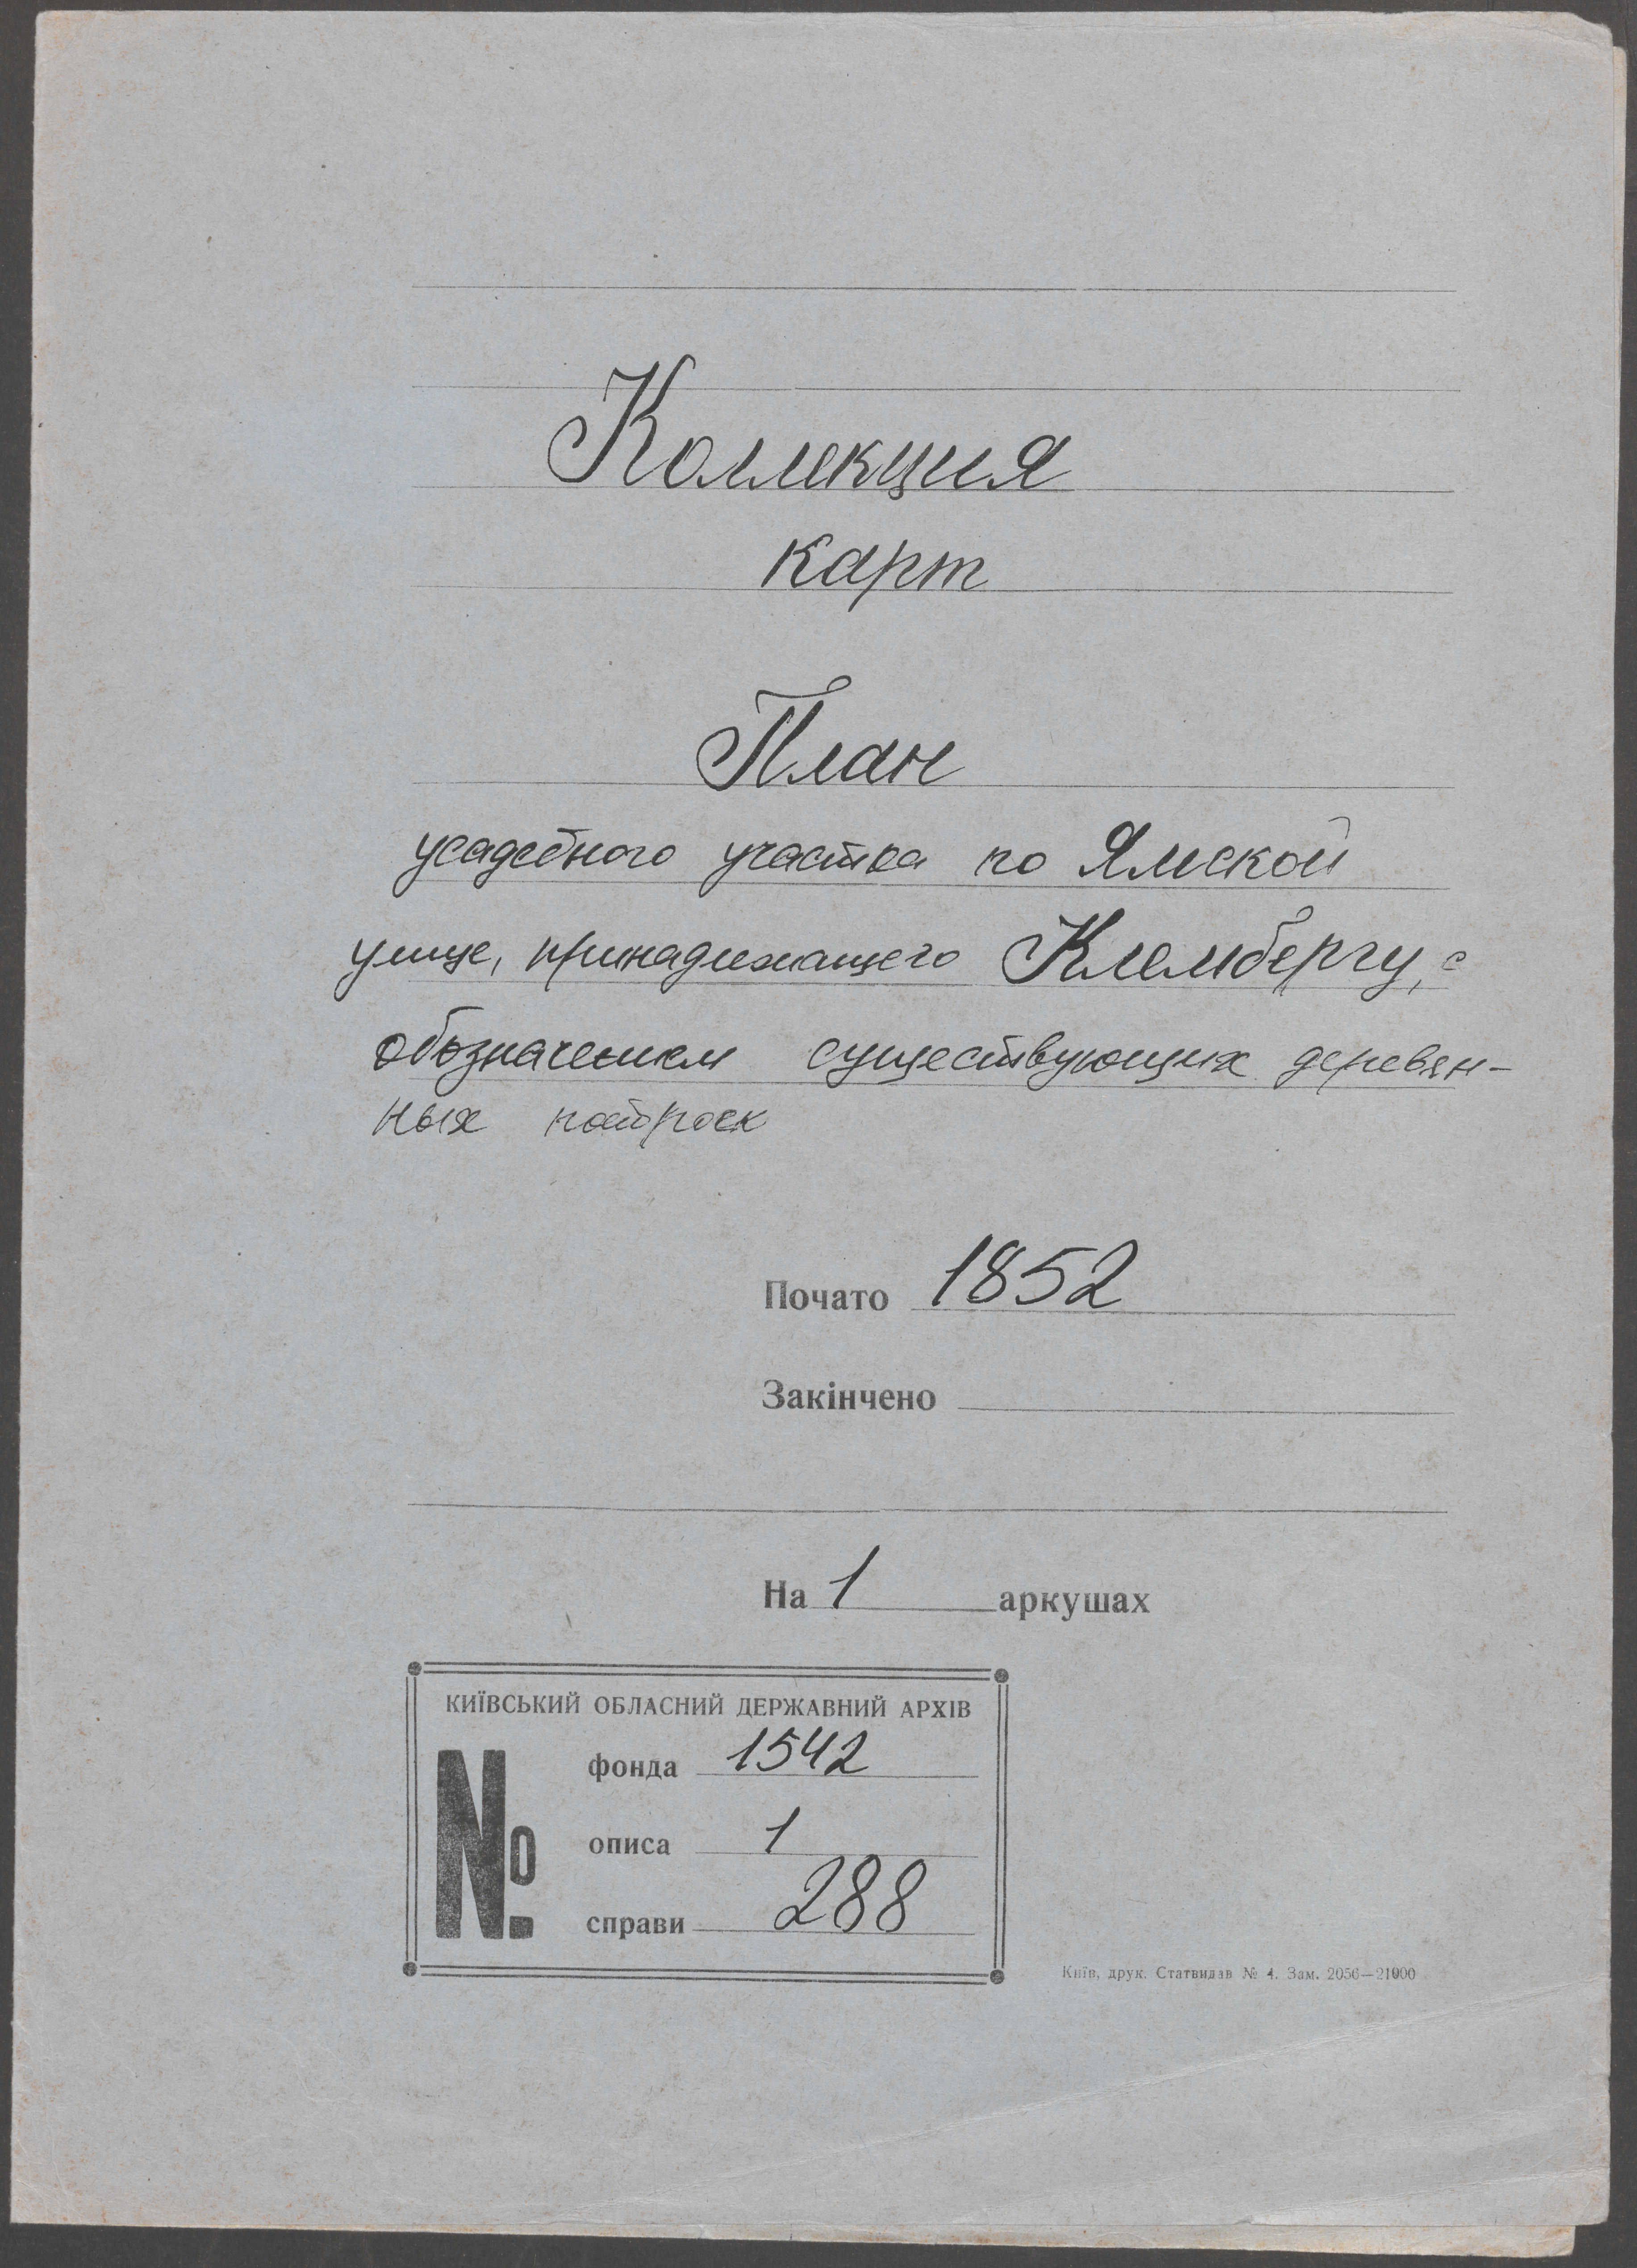 Коллекция
карт
План
усадебного участка по Ямской
улице, принадлежащего Клембергу, с
обозначением существующих деревян-
ных построек
Почато 1852
Закінчено
На 1 аркушах
КИЇВСЬКИЙ ОБЛАСНИЙ ДЕРЖАВНИЙ АРХІВ
№
фонда 1542
описа 1
справи 288
Київ, друк. Статвидав № 4. Зам. 2056—21000